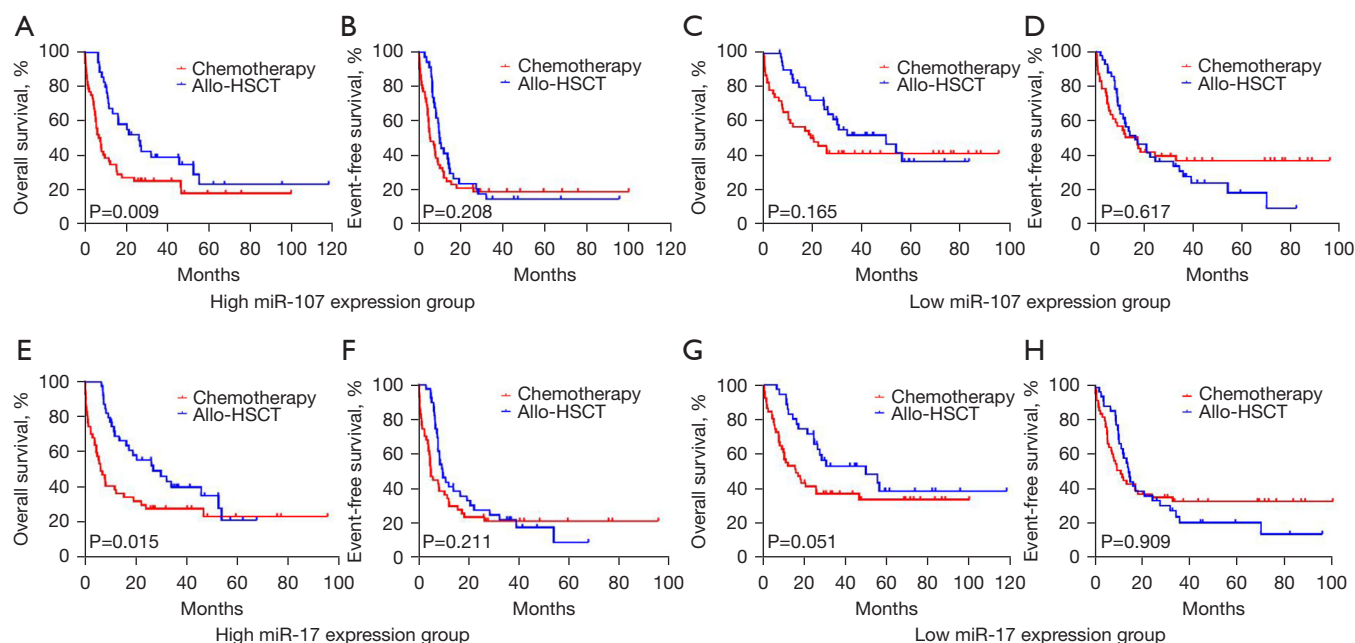 A
B
C
D
Overall survival, %
100
80
60
40
20
0
Chemotherapy
Allo-HSCT
P=0.009
0 20 40 60 80 100 120
Months
Event-free survival, %
100
80
60
40
20
0
Chemotherapy
Allo-HSCT
P=0.208
0 20 40 60 80 100 120
Months
High miR-107 expression group
Overall survival, %
100
80
60
40
20
0
Chemotherapy
Allo-HSCT
P=0.165
0 20 40 60 80 100
Months
Event-free survival, %
100
80
60
40
20
0
Chemotherapy
Allo-HSCT
P=0.617
0 20 40 60 80 100
Months
Low miR-107 expression group
E
F
G
H
Overall survival, %
100
80
60
40
20
0
Chemotherapy
Allo-HSCT
P=0.015
0 20 40 60 80 100
Months
Event-free survival, %
100
80
60
40
20
0
Chemotherapy
Allo-HSCT
P=0.211
0 20 40 60 80 100
Months
High miR-17 expression group
Overall survival, %
100
80
60
40
20
0
Chemotherapy
Allo-HSCT
P=0.051
0 20 40 60 80 100 120
Months
Event-free survival, %
100
80
60
40
20
0
Chemotherapy
Allo-HSCT
P=0.909
0 20 40 60 80 100
Months
Low miR-17 expression group